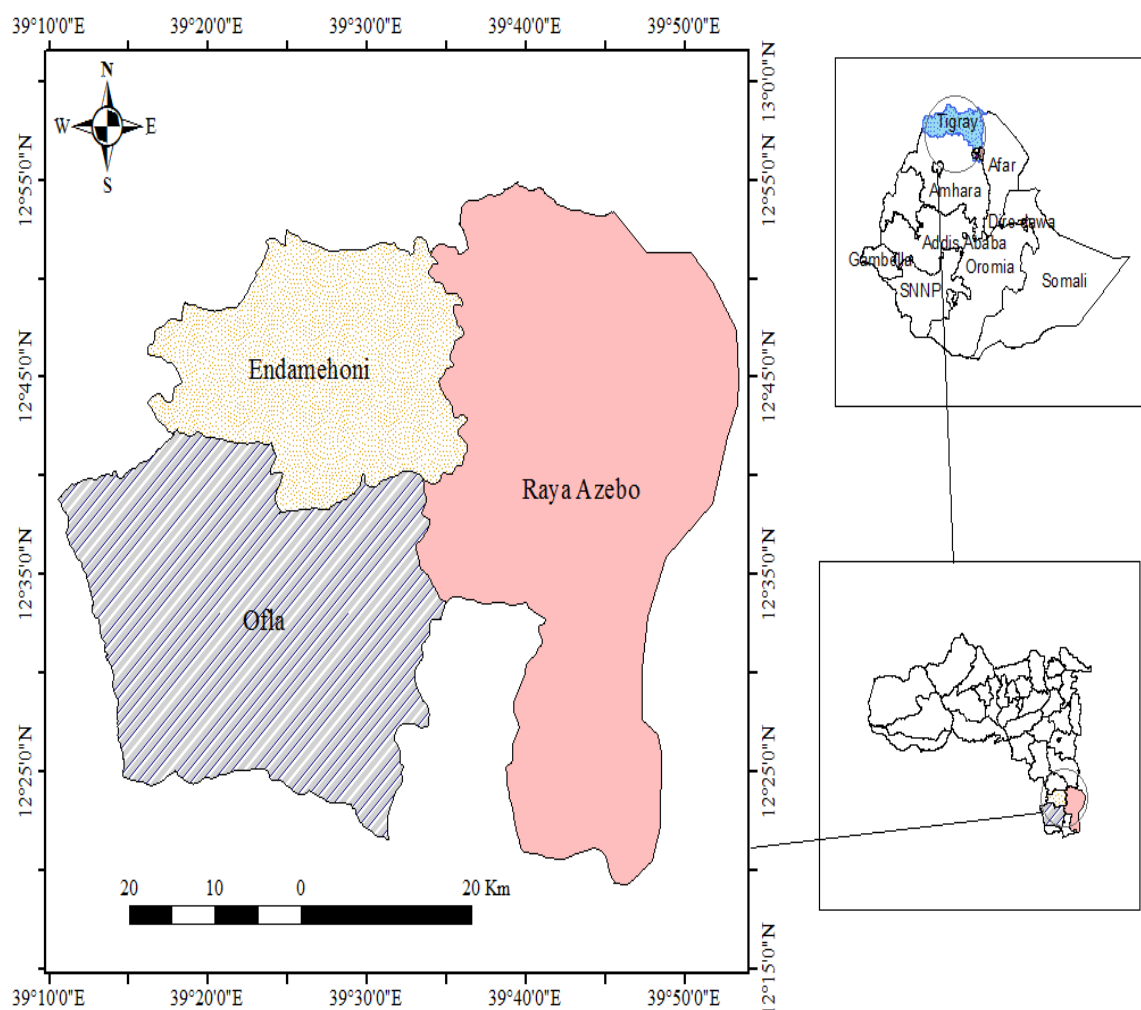 39°10'0"E 39°20'0"E 39°30'0"E 39°40'0"E 39°50'0"E
N
W E
S
13°0'0"N
12°55'0"N 12°55'0"N
12°45'0"N 12°45'0"N
12°35'0"N 12°35'0"N
12°25'0"N 12°25'0"N
12°15'0"N
Endamehoni
Raya Azebo
Ofla
20 10 0 20 Km
39°10'0"E 39°20'0"E 39°30'0"E 39°40'0"E 39°50'0"E
Tigray
Afar
Amhara
Dire dawa
Addis Ababa
Gambella
Oromia
SNNP
Somali